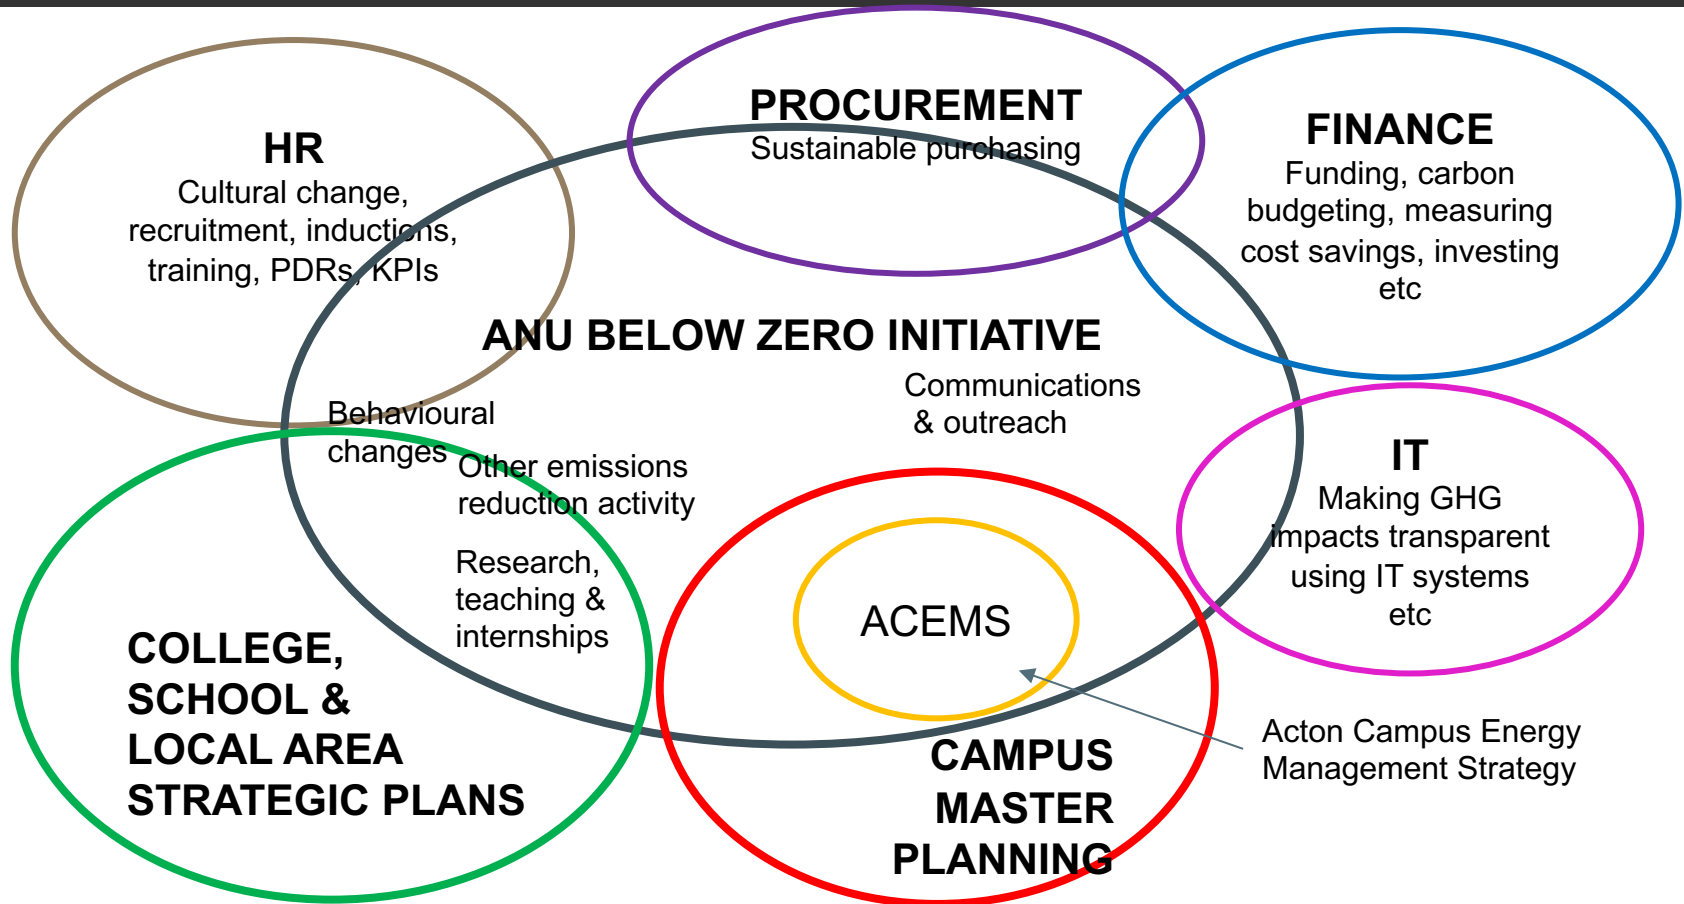 HR
Cultural change,
recruitment, inductions,
training, PDRs, KPIs
PROCUREMENT
Sustainable purchasing
FINANCE
Funding, carbon
budgeting, measuring
cost savings, investing
etc
ANU BELOW ZERO INITIATIVE
Communications
& outreach
Behavioural
changes
Other emissions
reduction activity
Research,
teaching &
internships
IT
Making GHG
impacts transparent
using IT systems
etc
COLLEGE,
SCHOOL &
LOCAL AREA
STRATEGIC PLANS
ACEMS
CAMPUS
MASTER
PLANNING
Acton Campus Energy
Management Strategy